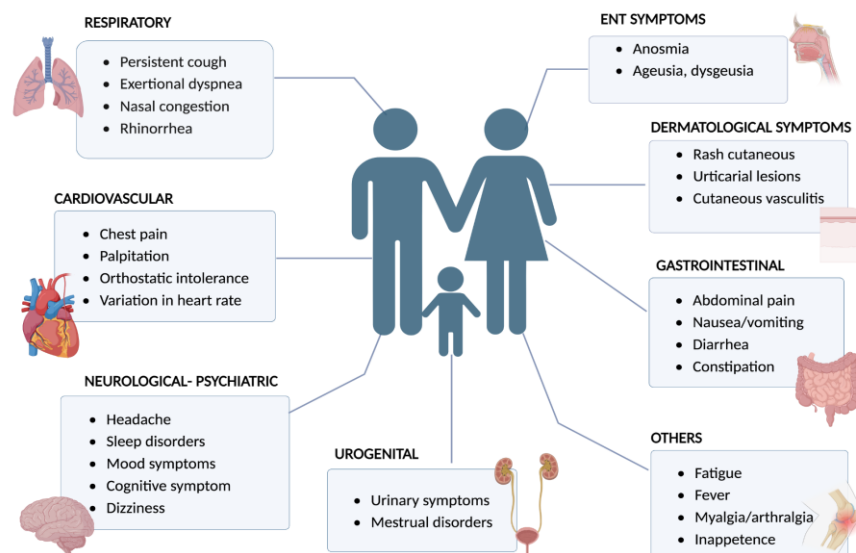 RESPIRATORY
• Persistent cough
• Exertional dyspnea
• Nasal congestion
• Rhinorrhea
ENT SYMPTOMS
• Anosmia
• Ageusia, dysgeusia
DERMATOLOGICAL SYMPTOMS
• Rash cutaneous
• Urticarial lesions
• Cutaneous vasculitis
CARDIOVASCULAR
• Chest pain
• Palpitation
• Orthostatic intolerance
• Variation in heart rate
GASTROINTESTINAL
• Abdominal pain
• Nausea/vomiting
• Diarrhea
• Constipation
NEUROLOGICAL- PSYCHIATRIC
• Headache
• Sleep disorders
• Mood symptoms
• Cognitive symptom
• Dizziness
UROGENITAL
• Urinary symptoms
• Mestrual disorders
OTHERS
• Fatigue
• Fever
• Myalgia/arthralgia
• Inappetence